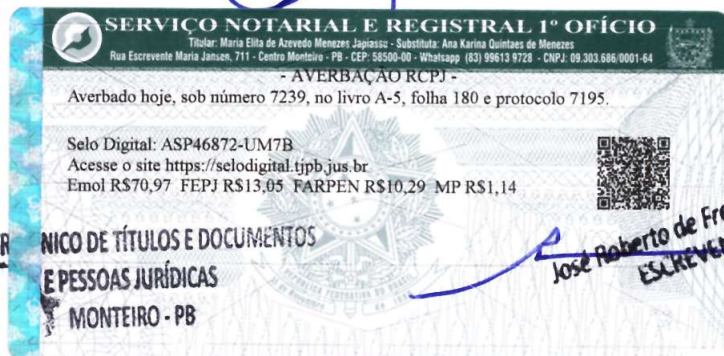 SERVIÇO NOTARIAL E REGISTRAL 1º OFÍCIO
Titular: Maria Elita de Azevedo Menezes Japiassu - Substituta: Ana Karina Quintaes de Menezes
Rua Escrevente Maria Jansen, 711 - Centro Monteiro - PB - CEP: 58500-00 - Whatsapp (83) 99613 9728 - CNPJ: 09.303.686/0001-64
- AVERBAÇÃO RCPJ -
Averbado hoje, sob número 7239, no livro A-5, folha 180 e protocolo 7195.
Selo Digital: ASP46872-UM7B
Acesse o site https://selodigital.tjpb.jus.br
Emol R$70,97 FEPJ R$13,05 FARPEN R$10,29 MP R$1,14
NICO DE TÍTULOS E DOCUMENTOS
E PESSOAS JURÍDICAS
MONTEIRO - PB
José Roberto de Fre
ESCREVEN